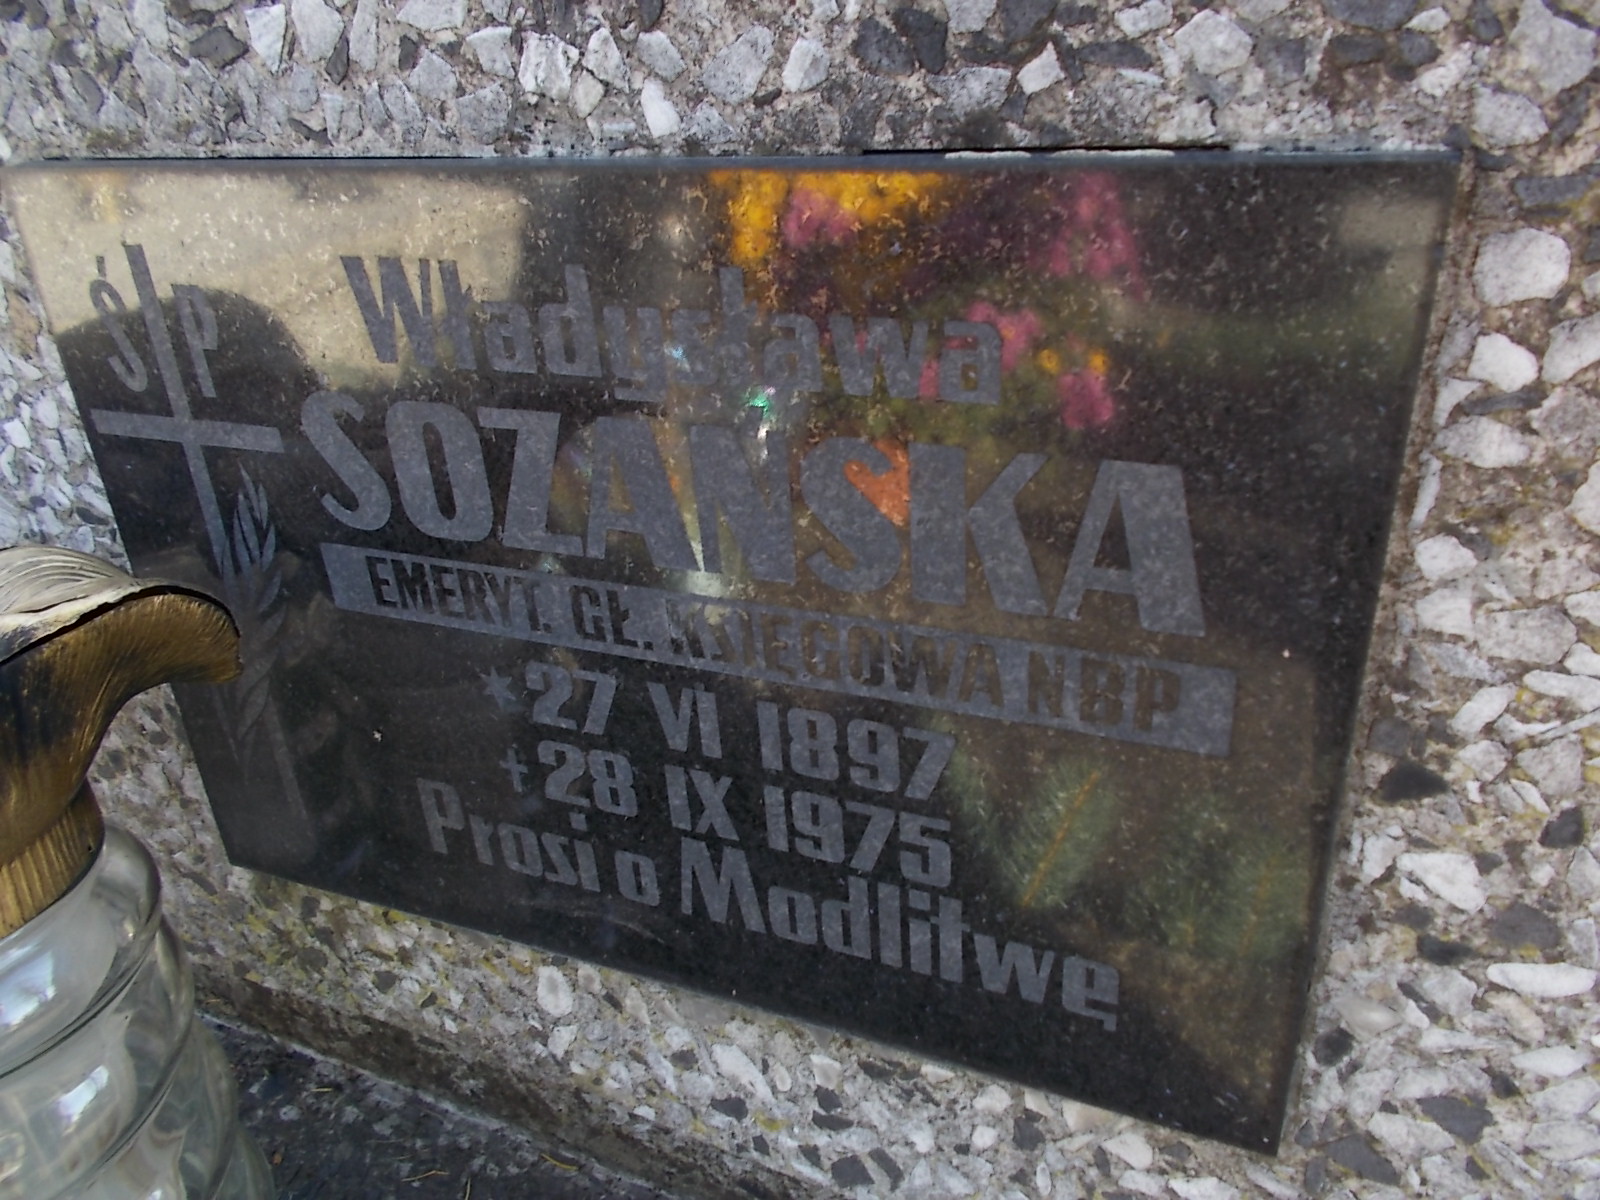 Ś P
Władysława
SOZAŃSKA
EMERYT. GŁ. KSIĘGOWA NBP
*27 VI 1897
+28 IX 1975
Prosi o Modlitwę